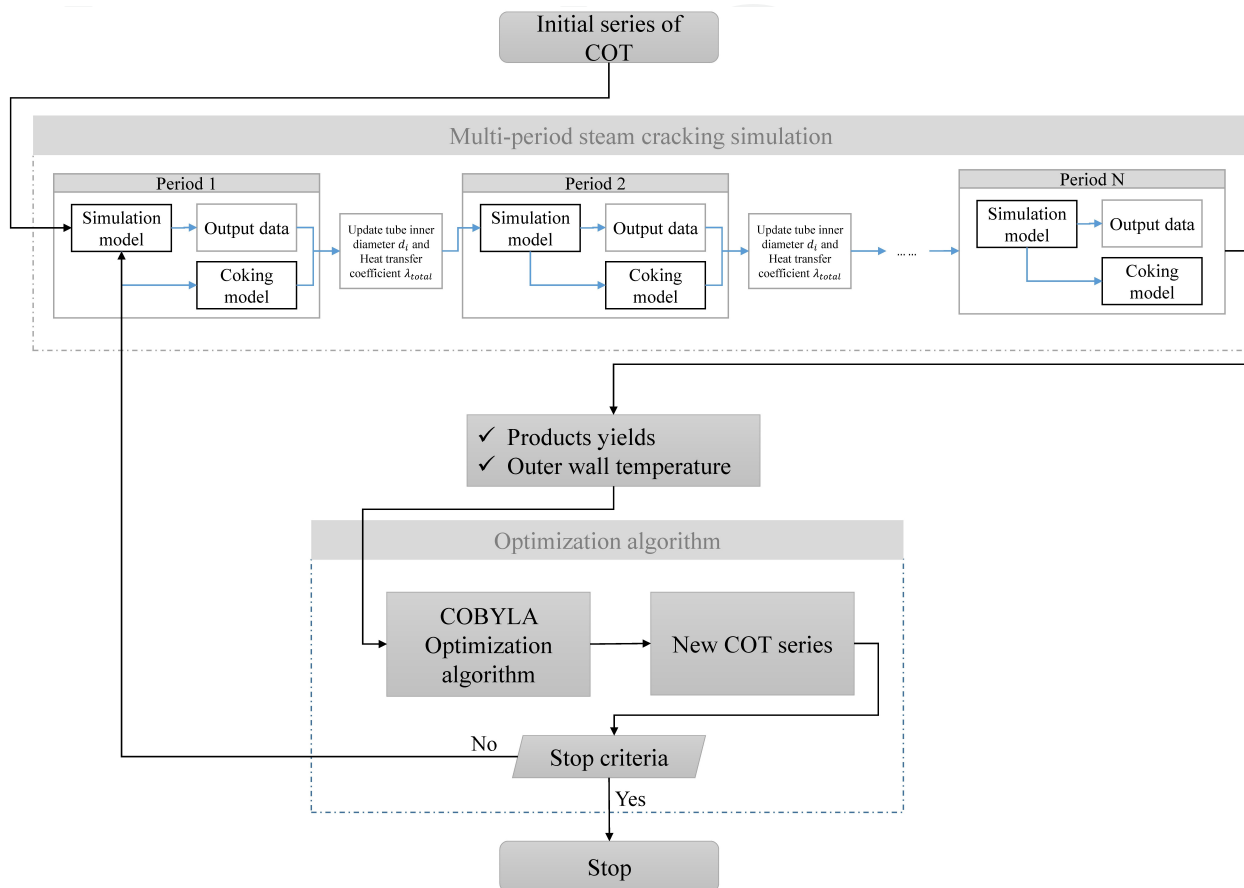 Initial series of
COT
Multi-period steam cracking simulation
Period 1
Simulation
model
Output data
Coking
model
Update tube inner
diameter d_i and
Heat transfer
coefficient λ_total
Period 2
Simulation
model
Output data
Coking
model
Update tube inner
diameter d_i and
Heat transfer
coefficient λ_total
... ...
Period N
Simulation
model
Output data
Coking
model
✓ Products yields
✓ Outer wall temperature
Optimization algorithm
COBYLA
Optimization
algorithm
New COT series
No
Stop criteria
Yes
Stop